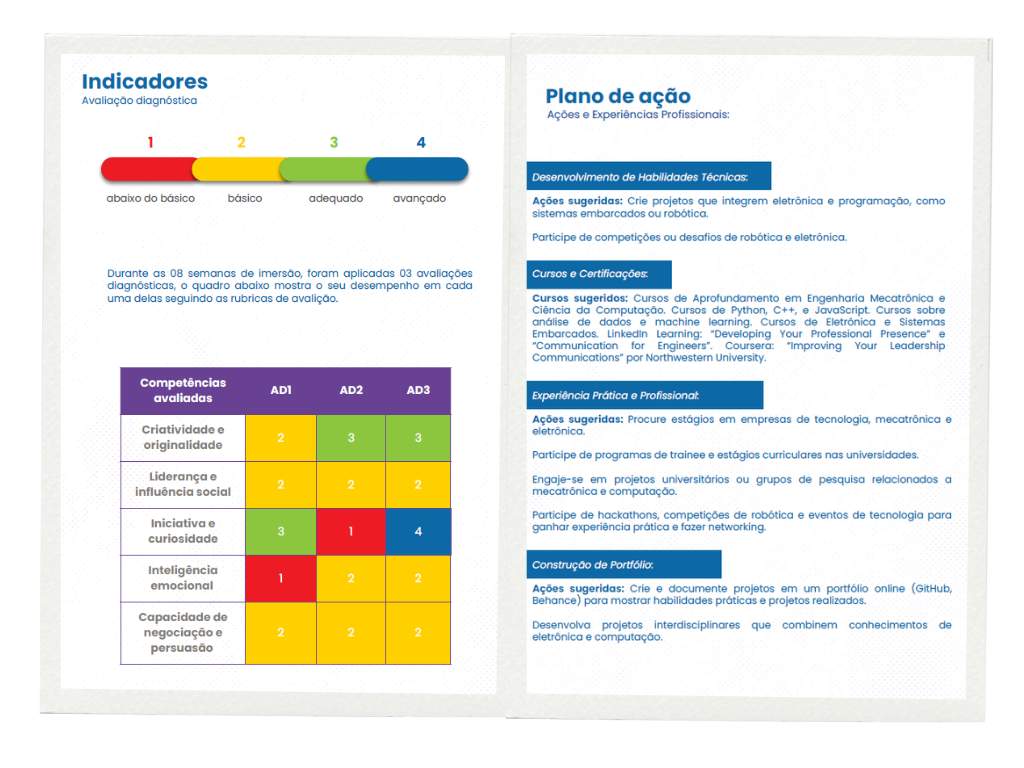 Indicadores
Avaliação diagnóstica
1 2 3 4
abaixo do básico básico adequado avançado
Durante as 08 semanas de imersão, foram aplicadas 03 avaliações
diagnósticas, o quadro abaixo mostra o seu desempenho em cada
uma delas seguindo as rubricas de avalição.
Competências
avaliadas
AD1 AD2 AD3
Criatividade e
originalidade
2 3 3
Liderança e
influência social
2 2 2
Iniciativa e
curiosidade
3 1 4
Inteligência
emocional
1 2 2
Capacidade de
negociação e
persuasão
2 2 2
Plano de ação
Ações e Experiências Profissionais:
Desenvolvimento de Habilidades Técnicas:
Ações sugeridas: Crie projetos que integrem eletrônica e programação, como
sistemas embarcados ou robótica.
Participe de competições ou desafios de robótica e eletrônica.
Cursos e Certificações:
Cursos sugeridos: Cursos de Aprofundamento em Engenharia Mecatrônica e
Ciência da Computação. Cursos de Python, C++, e JavaScript. Cursos sobre
análise de dados e machine learning. Cursos de Eletrônica e Sistemas
Embarcados. LinkedIn Learning: “Developing Your Professional Presence” e
“Communication for Engineers”. Coursera: “Improving Your Leadership
Communications” por Northwestern University.
Experiência Prática e Profissional:
Ações sugeridas: Procure estágios em empresas de tecnologia, mecatrônica e
eletrônica.
Participe de programas de trainee e estágios curriculares nas universidades.
Engaje-se em projetos universitários ou grupos de pesquisa relacionados a
mecatrônica e computação.
Participe de hackathons, competições de robótica e eventos de tecnologia para
ganhar experiência prática e fazer networking.
Construção de Portfólio:
Ações sugeridas: Crie e documente projetos em um portfólio online (GitHub,
Behance) para mostrar habilidades práticas e projetos realizados.
Desenvolva projetos interdisciplinares que combinem conhecimentos de
eletrônica e computação.